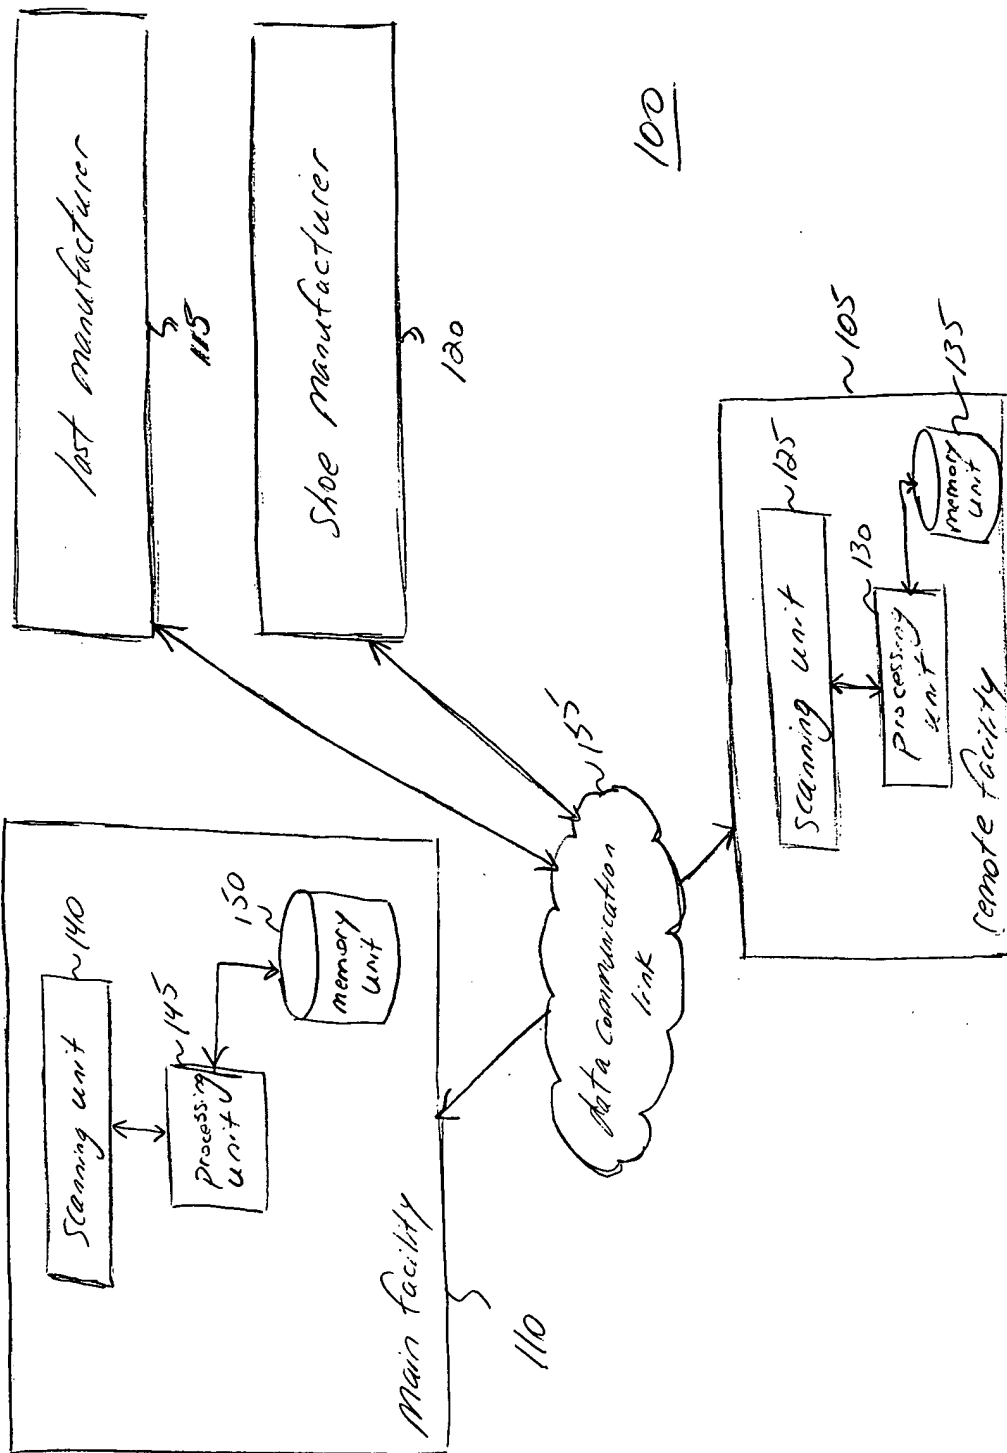 Scanning unit
140
processing
unit
145
150
memory
unit
Main facility
110
last manufacturer
115
Shoe manufacturer
120
data communication
link
155
100
scanning unit
125
processing
unit
130
memory
unit
135
105
remote facility